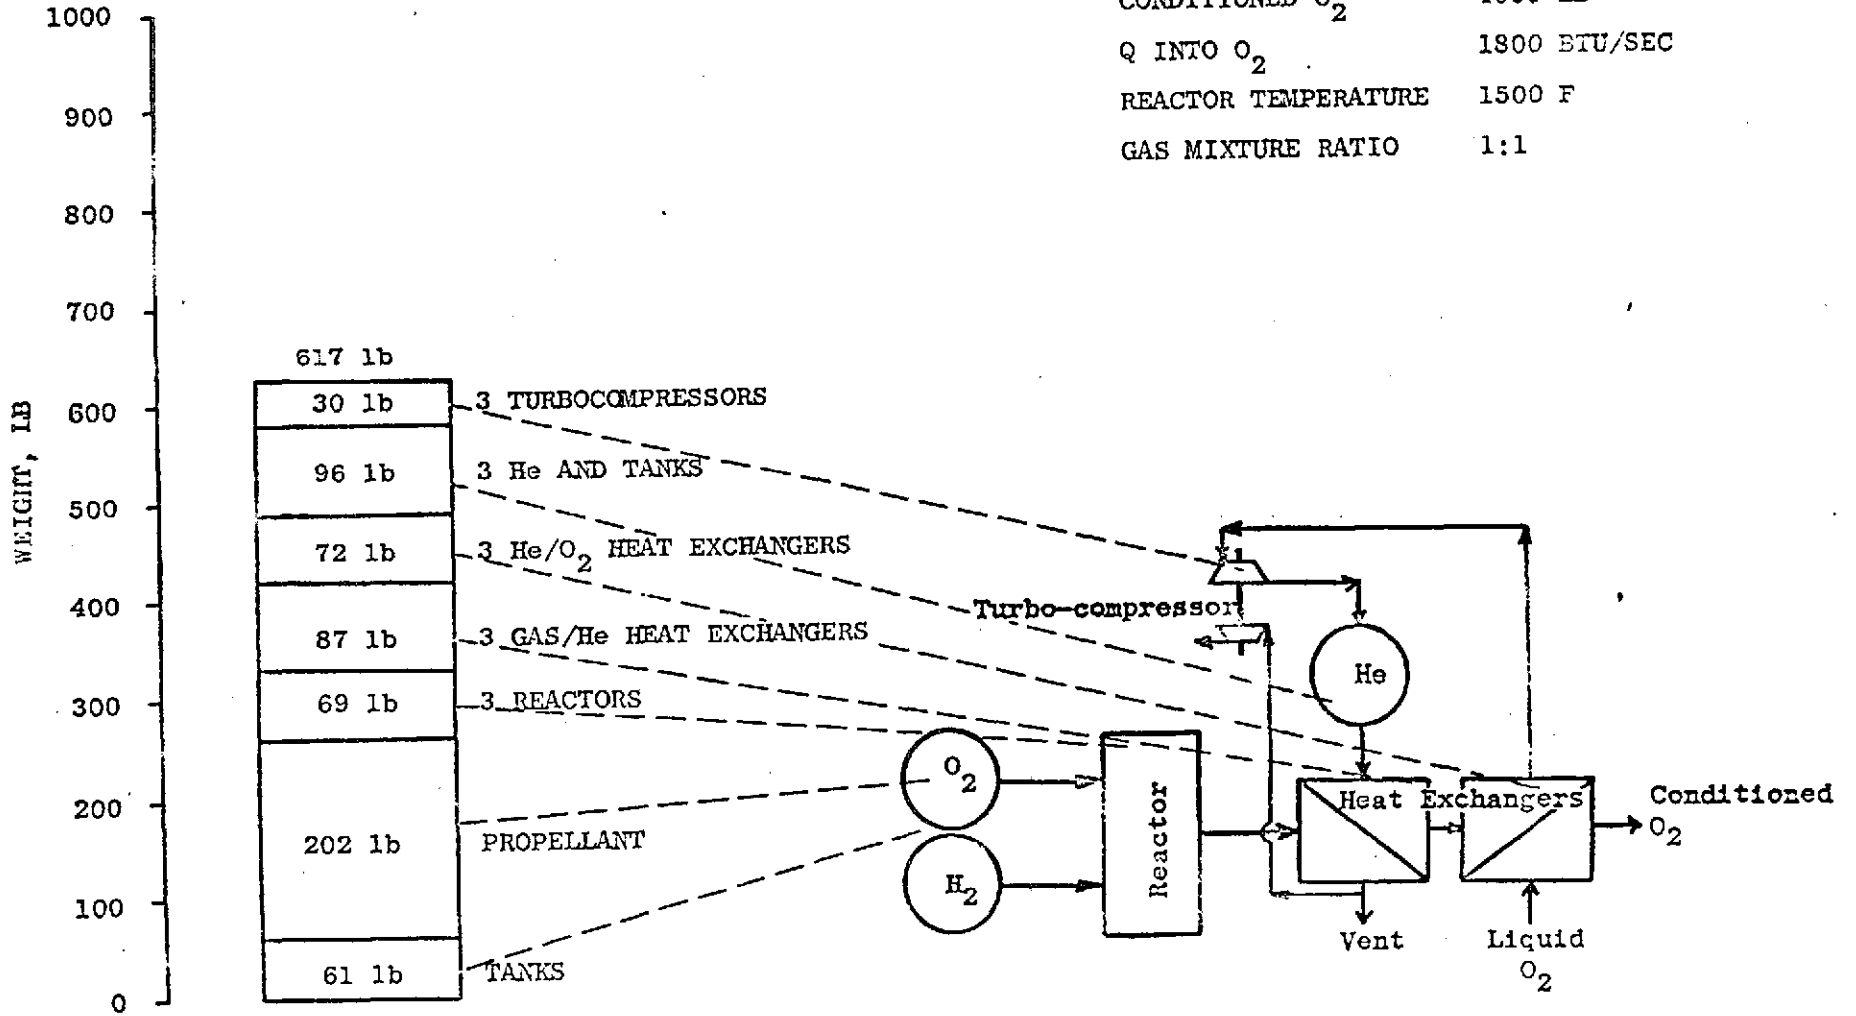 CONDITIONED O2
Q INTO O2 1800 BTU/SEC
REACTOR TEMPERATURE 1500 F
GAS MIXTURE RATIO 1:1
WEIGHT, LB
1000
900
800
700
600
500
400
300
200
100
0
617 lb
30 lb 3 TURBOCOMPRESSORS
96 lb 3 He AND TANKS
72 lb 3 He/O2 HEAT EXCHANGERS
87 lb 3 GAS/He HEAT EXCHANGERS
69 lb 3 REACTORS
202 lb PROPELLANT
61 lb TANKS
Turbo-compressor
He
O2
H2
Reactor
Heat Exchangers
Conditioned
O2
Vent
Liquid
O2